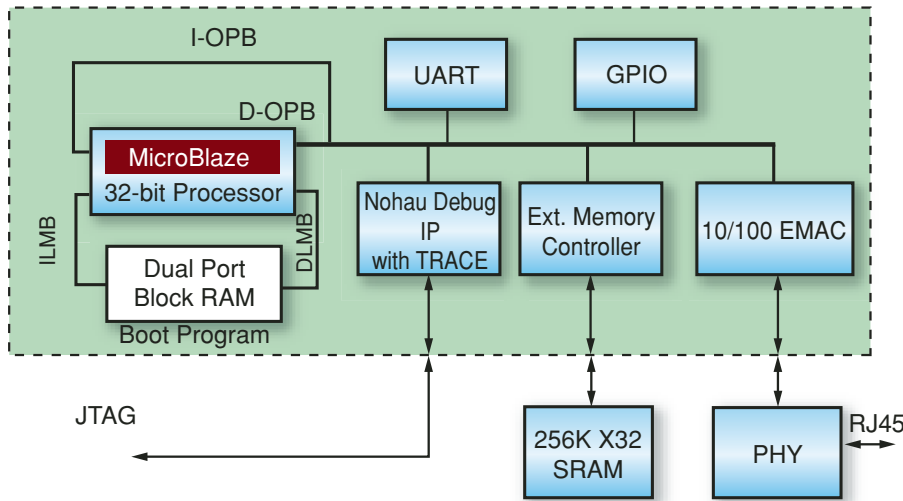 I-OPB
UART
GPIO
D-OPB
MicroBlaze
32-bit Processor
ILMB
DLMB
Dual Port
Block RAM
Boot Program
Nohau Debug
IP
with TRACE
Ext. Memory
Controller
10/100 EMAC
JTAG
256K X32
SRAM
PHY
RJ45